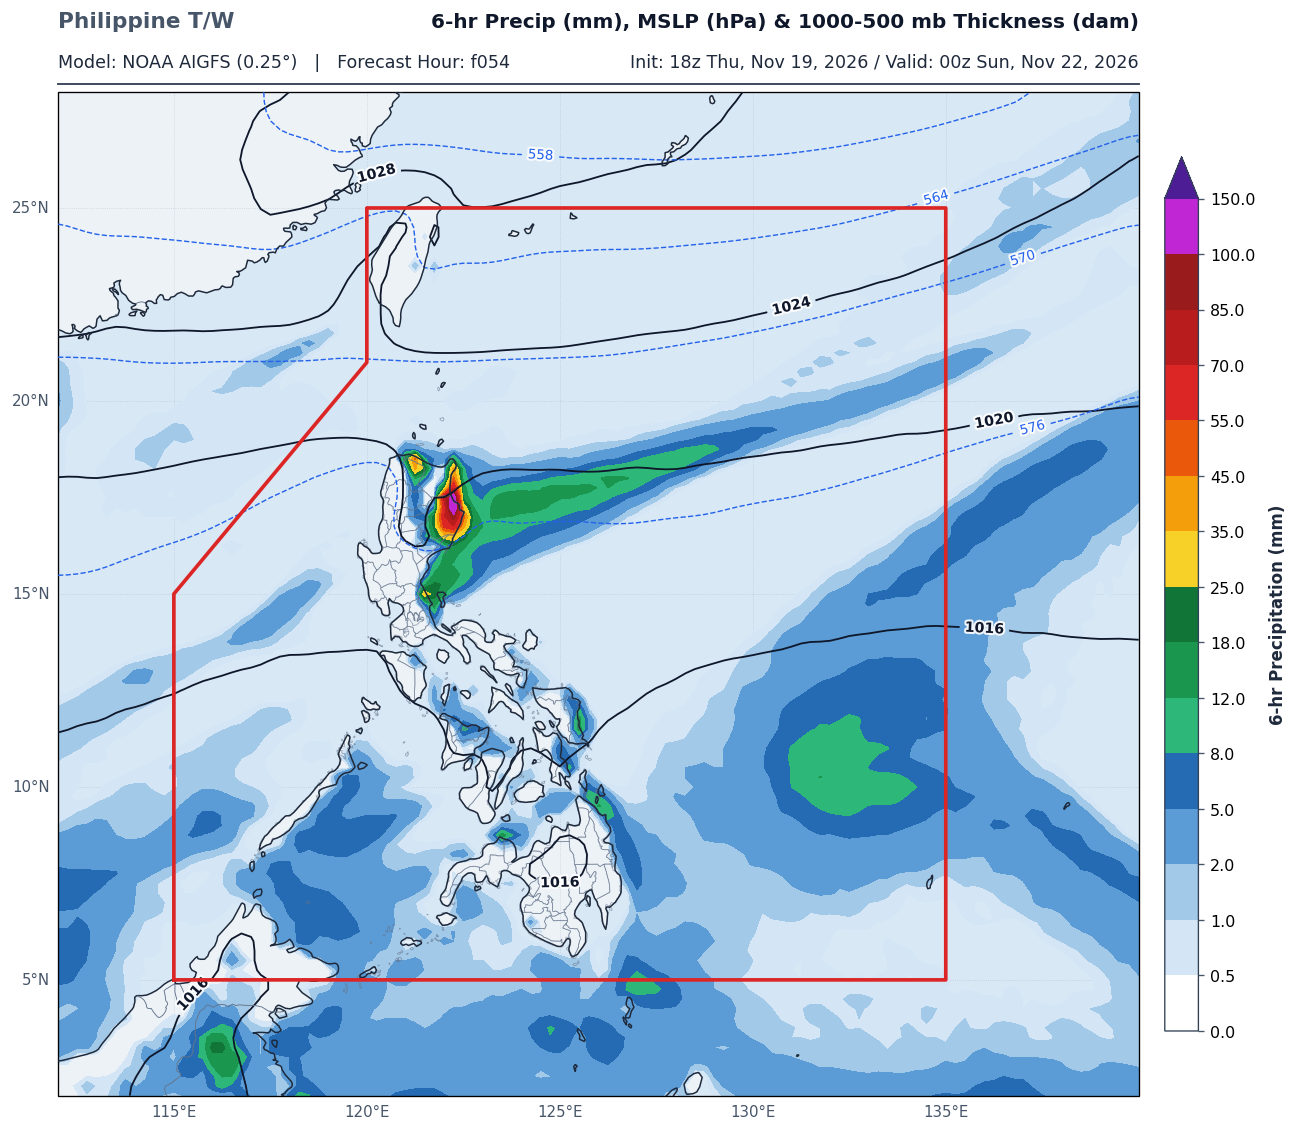 Philippine T/W
6-hr Precip (mm), MSLP (hPa) & 1000-500 mb Thickness (dam)
Model: NOAA AIGFS (0.25°) | Forecast Hour: f054
Init: 18z Thu, Nov 19, 2026 / Valid: 00z Sun, Nov 22, 2026
558
1028
564
570
1024
1020
576
1016
1016
1016
25°N
20°N
15°N
10°N
5°N
115°E
120°E
125°E
130°E
135°E
150.0
100.0
85.0
70.0
55.0
45.0
35.0
25.0
18.0
12.0
8.0
5.0
2.0
1.0
0.5
0.0
6-hr Precipitation (mm)